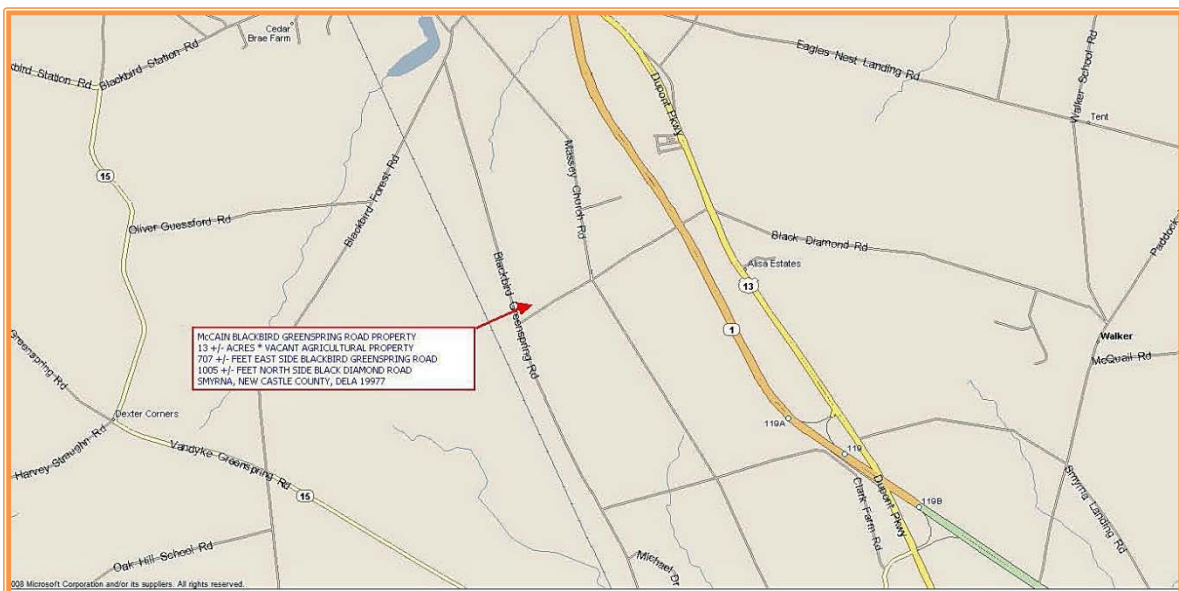 Cedar
Brae Farm
Blackbird Station Rd
kbird Station Rd
Eagles Nest Landing Rd
Walker School Rd
Tent
Dupont Pkwy
15
Blackbird Forest Rd
Massey Church Rd
Oliver Guessford Rd
Black Diamond Rd
Paddock
Blackbird Greenspring Rd
Alisa Estates
13
1
Walker
McQuail Rd
McCAIN BLACKBIRD GREENSPRING ROAD PROPERTY
13 +/- ACRES * VACANT AGRICULTURAL PROPERTY
707 +/- FEET EAST SIDE BLACKBIRD GREENSPRING ROAD
1005 +/- FEET NORTH SIDE BLACK DIAMOND ROAD
SMYRNA, NEW CASTLE COUNTY, DELA 19977
Greenspring Rd
Dexter Corners
Harvey Straughn Rd
Vandyke Greenspring Rd
15
119A
119
119B
Clark Farm Rd
Dupont Pkwy
Smyrna Landing Rd
Oak Hill School Rd
Michael Dr
008 Microsoft Corporation and/or its suppliers. All rights reserved.